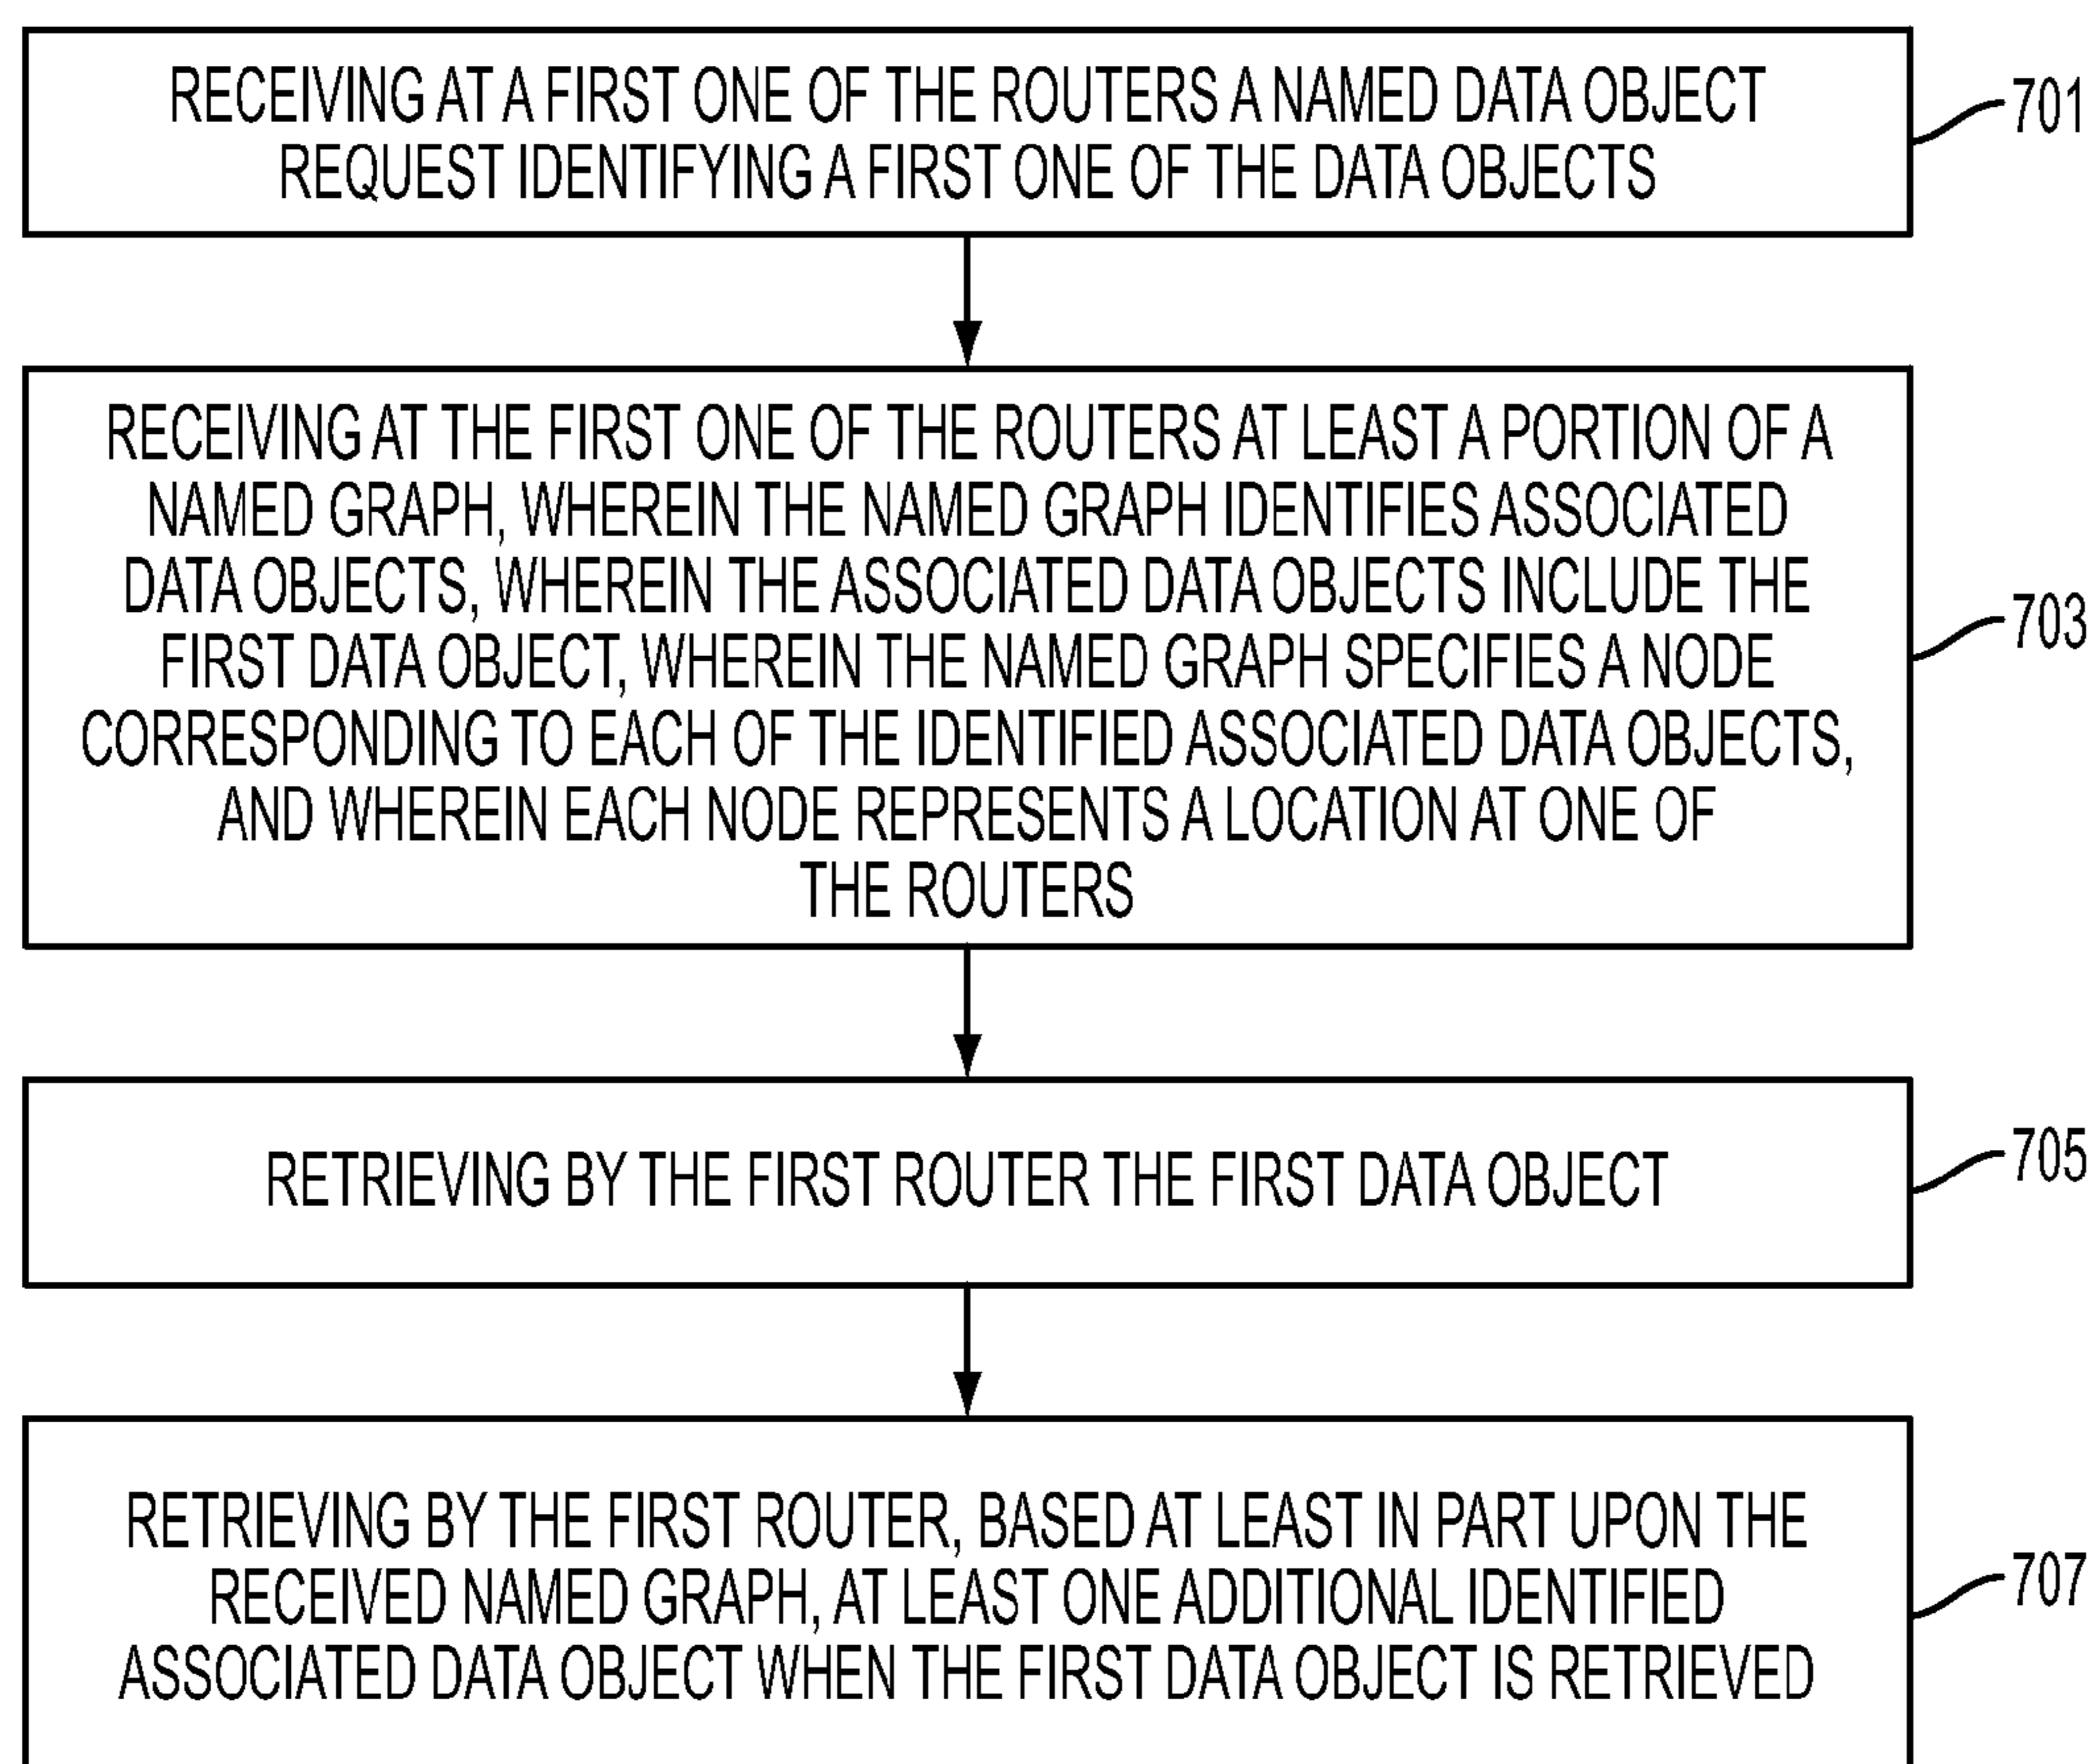 RECEIVING AT A FIRST ONE OF THE ROUTERS A NAMED DATA OBJECT
REQUEST IDENTIFYING A FIRST ONE OF THE DATA OBJECTS
701
RECEIVING AT THE FIRST ONE OF THE ROUTERS AT LEAST A PORTION OF A
NAMED GRAPH, WHEREIN THE NAMED GRAPH IDENTIFIES ASSOCIATED
DATA OBJECTS, WHEREIN THE ASSOCIATED DATA OBJECTS INCLUDE THE
FIRST DATA OBJECT, WHEREIN THE NAMED GRAPH SPECIFIES A NODE
CORRESPONDING TO EACH OF THE IDENTIFIED ASSOCIATED DATA OBJECTS,
AND WHEREIN EACH NODE REPRESENTS A LOCATION AT ONE OF
THE ROUTERS
703
RETRIEVING BY THE FIRST ROUTER THE FIRST DATA OBJECT
705
RETRIEVING BY THE FIRST ROUTER, BASED AT LEAST IN PART UPON THE
RECEIVED NAMED GRAPH, AT LEAST ONE ADDITIONAL IDENTIFIED
ASSOCIATED DATA OBJECT WHEN THE FIRST DATA OBJECT IS RETRIEVED
707